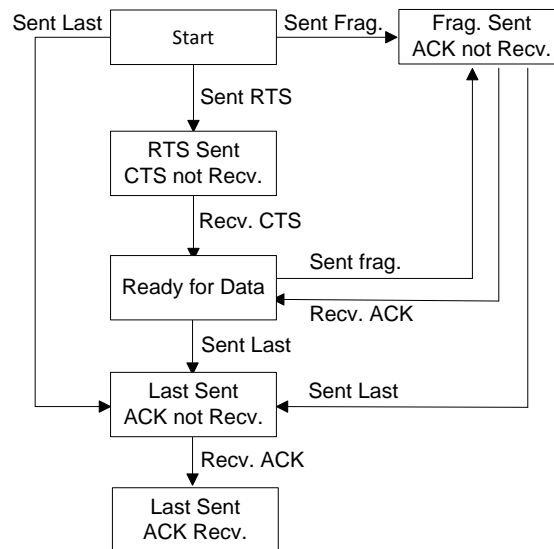 Sent Last
Start
Sent Frag.
Frag. Sent
ACK not Recv.
Sent RTS
RTS Sent
CTS not Recv.
Recv. CTS
Ready for Data
Sent frag.
Recv. ACK
Sent Last
Last Sent
ACK not Recv.
Sent Last
Recv. ACK
Last Sent
ACK Recv.